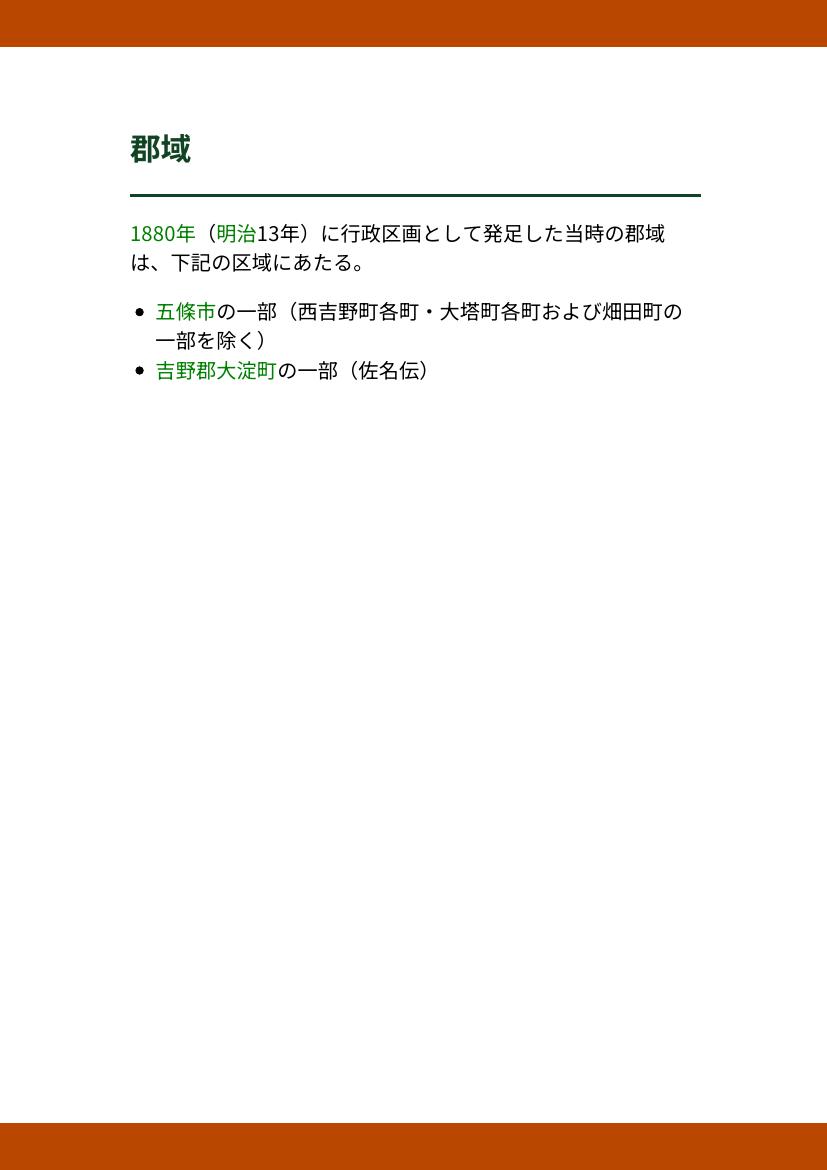 郡域
1880年（明治13年）に行政区画として発足した当時の郡域
は、下記の区域にあたる。
• 五條市の一部（西吉野町各町・大塔町各町および畑田町の
一部を除く）
• 吉野郡大淀町の一部（佐名伝）